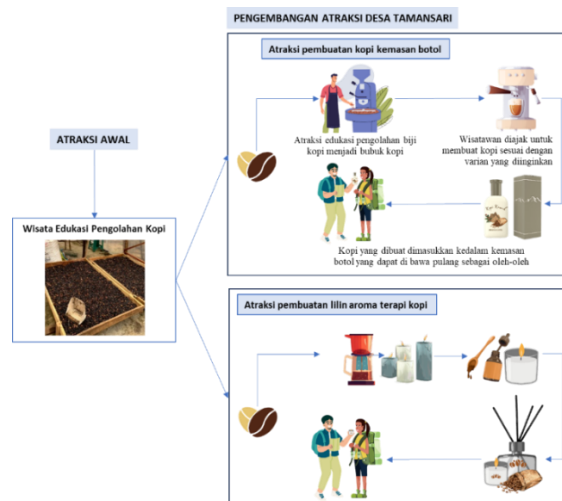 PENGEMBANGAN ATRAKSI DESA TAMANSARI
Atraksi pembuatan kopi kemasan botol
ATRAKSI AWAL
Atraksi edukasi pengolahan biji
kopi menjadi bubuk kopi
Wisatawan diajak untuk
membuat kopi sesuai dengan
varian yang diinginkan
Wisata Edukasi Pengolahan Kopi
Kopi yang dibuat dimasukkan kedalam kemasan
botol yang dapat di bawa pulang sebagai oleh-oleh
Atraksi pembuatan lilin aroma terapi kopi